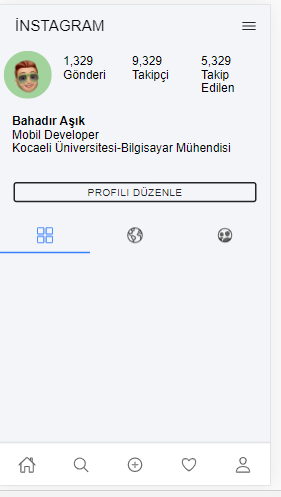 İNSTAGRAM
1,329 9,329 5,329
Gönderi Takipçi Takip
Edilen
Bahadır Aşık
Mobil Developer
Kocaeli Üniversitesi-Bilgisayar Mühendisi
PROFILI DÜZENLE